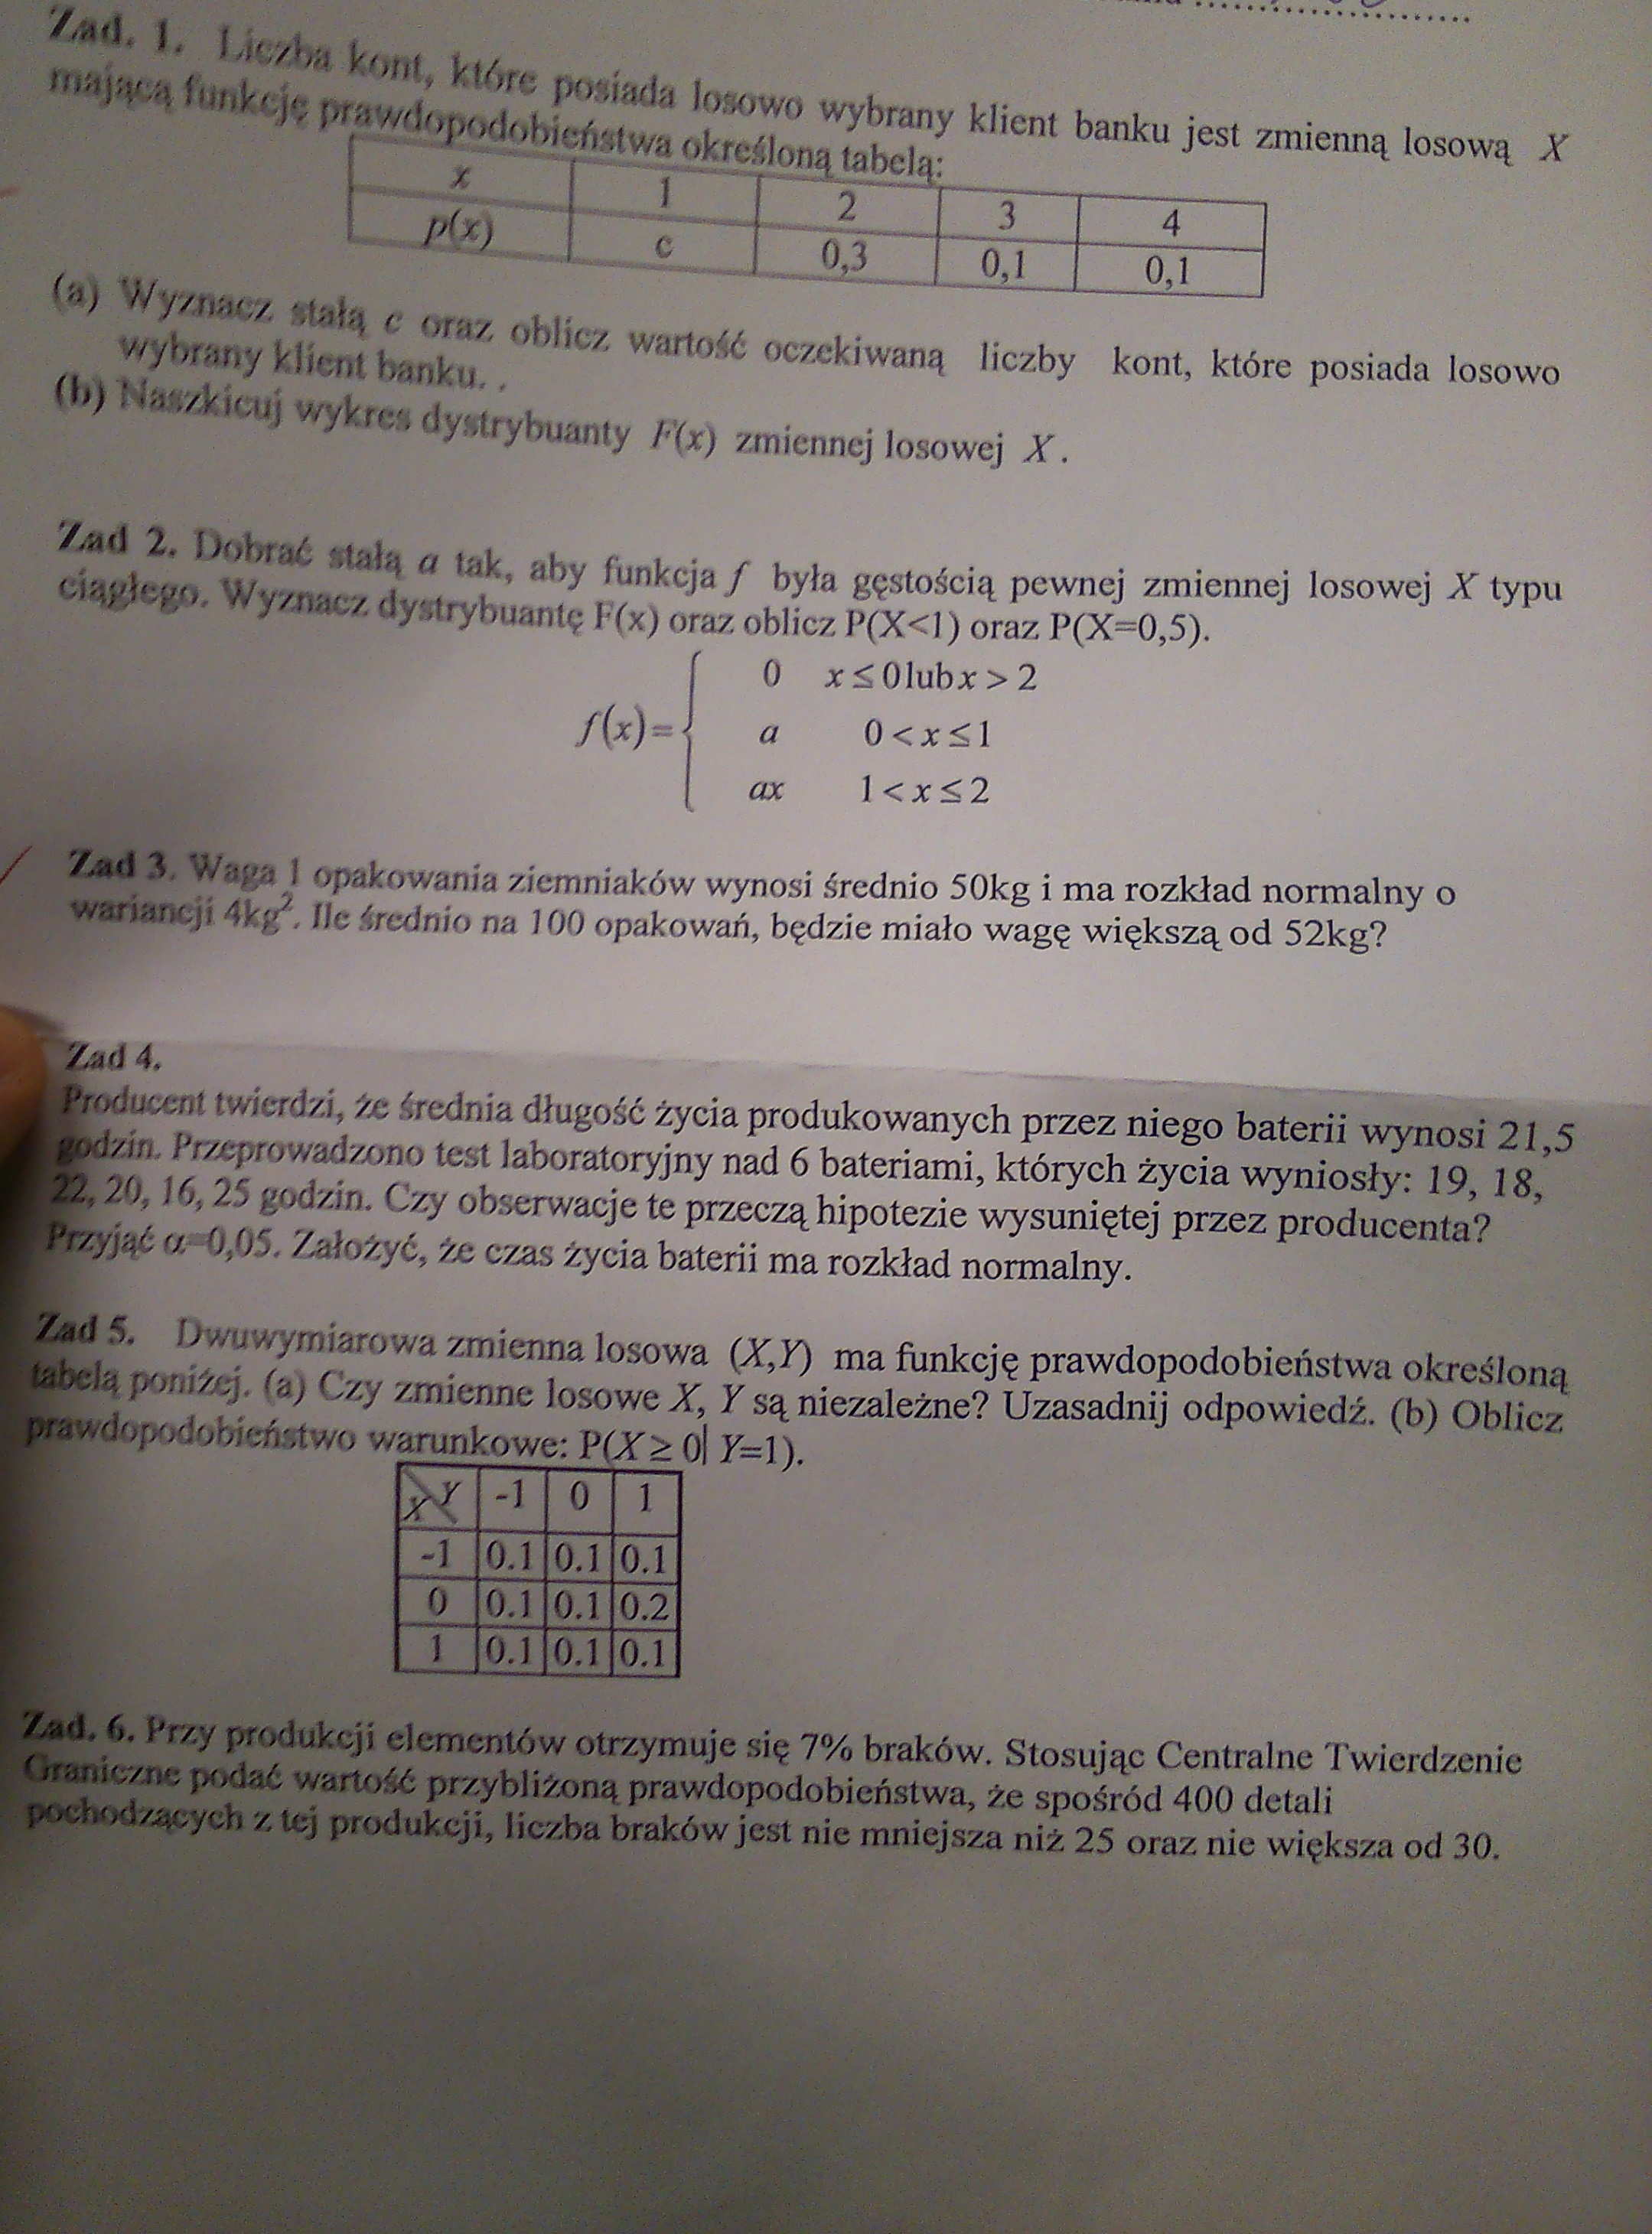 Zad. 1. Liczba kont, które posiada losowo wybrany klient banku jest zmienną losową X
mającą funkcję prawdopodobieństwa określoną tabelą:
x 1 2 3 4
p(x) c 0,3 0,1 0,1
(a) Wyznacz stałą c oraz oblicz wartość oczekiwaną liczby kont, które posiada losowo
wybrany klient banku. .
(b) Naszkicuj wykres dystrybuanty F(x) zmiennej losowej X.
Zad 2. Dobrać stałą a tak, aby funkcja f była gęstością pewnej zmiennej losowej X typu
ciągłego. Wyznacz dystrybuantę F(x) oraz oblicz P(X<1) oraz P(X=0,5).
0 x ≤ 0 lub x > 2
f(x)= { a 0 < x ≤ 1
ax 1 < x ≤ 2
Zad 3. Waga 1 opakowania ziemniaków wynosi średnio 50kg i ma rozkład normalny o
wariancji 4kg². Ile średnio na 100 opakowań, będzie miało wagę większą od 52kg?
Zad 4.
Producent twierdzi, że średnia długość życia produkowanych przez niego baterii wynosi 21,5
godzin. Przeprowadzono test laboratoryjny nad 6 bateriami, których życia wyniosły: 19, 18,
22, 20, 16, 25 godzin. Czy obserwacje te przeczą hipotezie wysuniętej przez producenta?
Przyjąć α=0,05. Założyć, że czas życia baterii ma rozkład normalny.
Zad 5. Dwuwymiarowa zmienna losowa (X,Y) ma funkcję prawdopodobieństwa określoną
tabelą poniżej. (a) Czy zmienne losowe X, Y są niezależne? Uzasadnij odpowiedź. (b) Oblicz
prawdopodobieństwo warunkowe: P(X ≥ 0| Y=1).
X Y -1 0 1
-1 0.1 0.1 0.1
0 0.1 0.1 0.2
1 0.1 0.1 0.1
Zad. 6. Przy produkcji elementów otrzymuje się 7% braków. Stosując Centralne Twierdzenie
Graniczne podać wartość przybliżoną prawdopodobieństwa, że spośród 400 detali
pochodzących z tej produkcji, liczba braków jest nie mniejsza niż 25 oraz nie większa od 30.